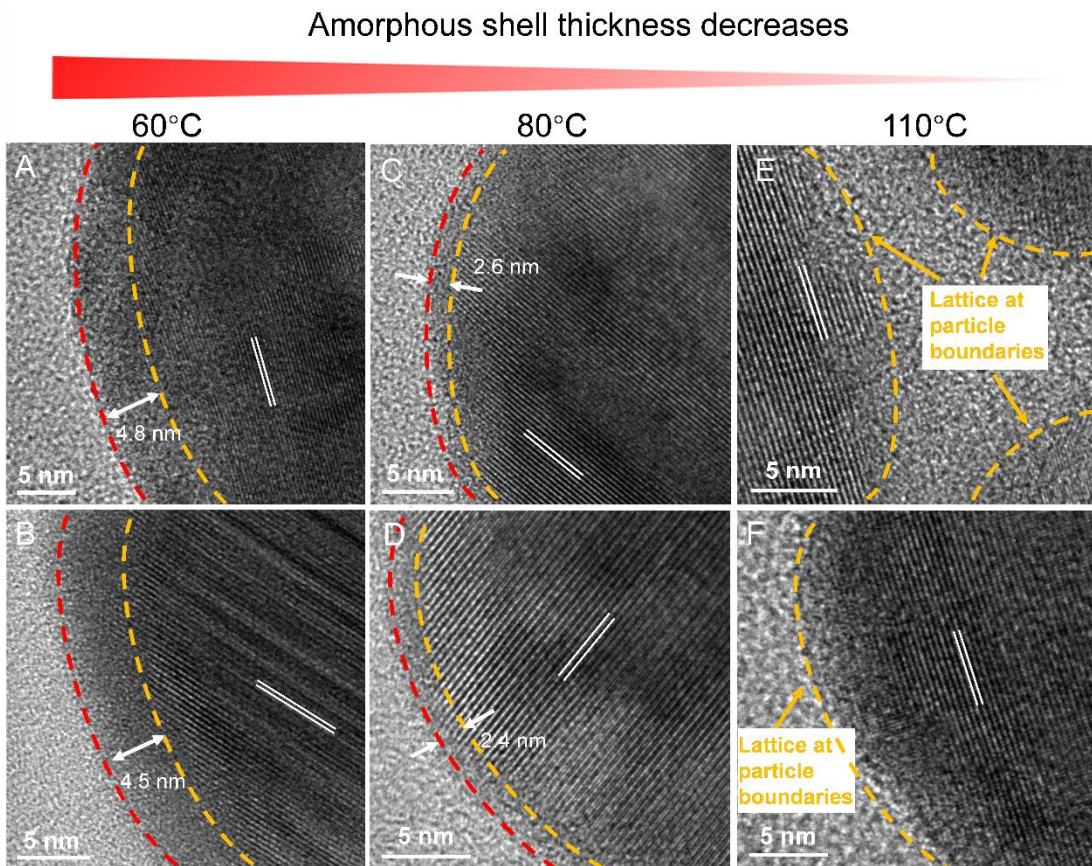 Amorphous shell thickness decreases
60°C
80°C
110°C
A
4.8 nm
5 nm
C
2.6 nm
5 nm
E
Lattice at
particle
boundaries
5 nm
B
4.5 nm
5 nm
D
2.4 nm
5 nm
F
Lattice at
particle
boundaries
5 nm